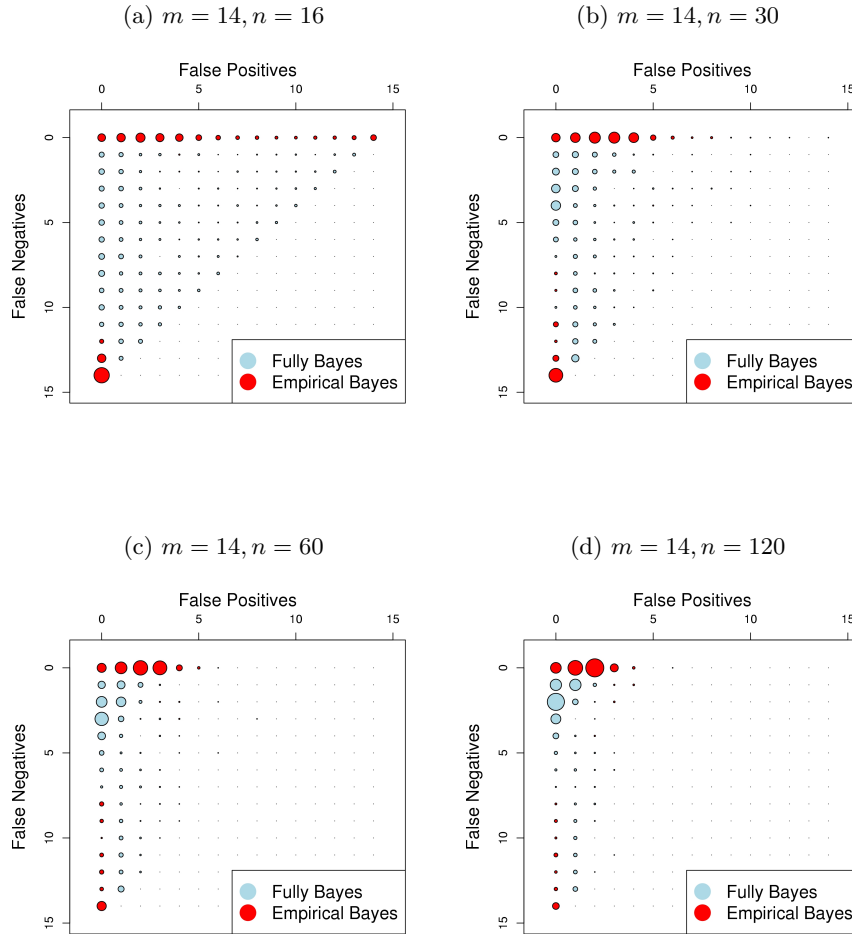 (a) m = 14, n = 16
False Positives
0 5 10 15
False Negatives
0
5
10
15
Fully Bayes
Empirical Bayes
(b) m = 14, n = 30
False Positives
0 5 10 15
False Negatives
0
5
10
15
Fully Bayes
Empirical Bayes
(c) m = 14, n = 60
False Positives
0 5 10 15
False Negatives
0
5
10
15
Fully Bayes
Empirical Bayes
(d) m = 14, n = 120
False Positives
0 5 10 15
False Negatives
0
5
10
15
Fully Bayes
Empirical Bayes